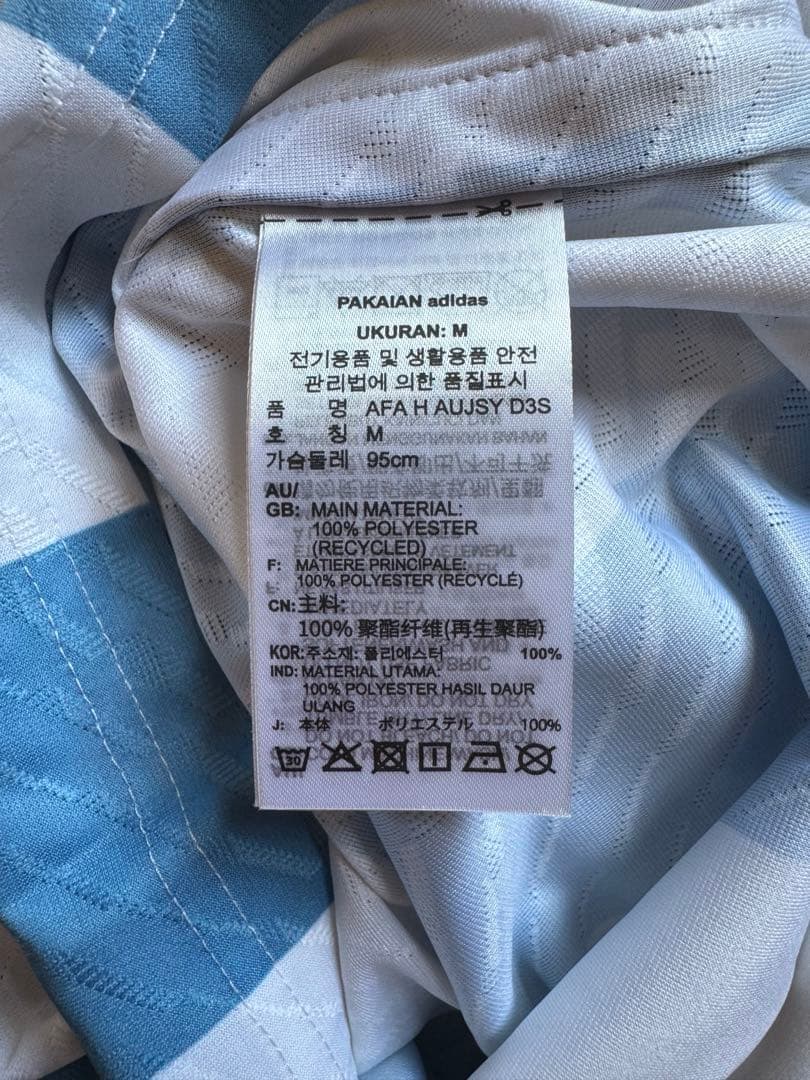 PAKAIAN adidas
UKURAN: M
전기용품 및 생활용품 안전
관리법에 의한 품질표시
품 명 AFA H AUJSY D3S
호 칭 M
가슴둘레 95cm
AU/
GB: MAIN MATERIAL:
100% POLYESTER
(RECYCLED)
F: MATIERE PRINCIPALE:
100% POLYESTER (RECYCLÉ)
CN: 主料:
100% 聚酯纤维(再生聚酯)
KOR: 주소재: 폴리에스터 100%
IND: MATERIAL UTAMA:
100% POLYESTER HASIL DAUR
ULANG
J: 本体 ポリエステル 100%
30